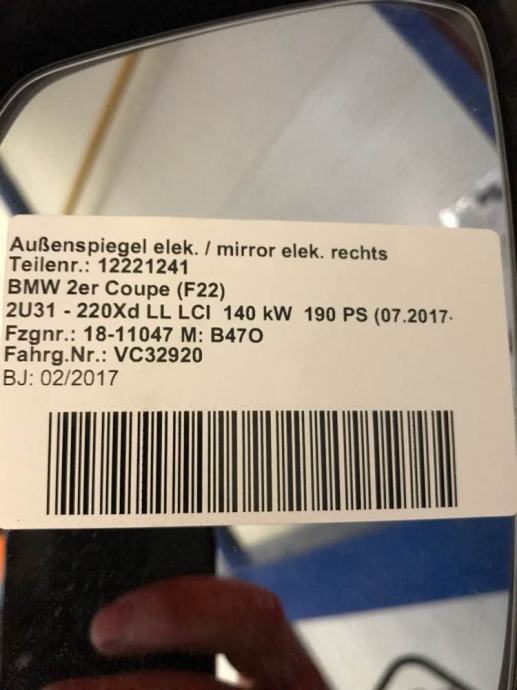 Außenspiegel elek. / mirror elek. rechts
Teilenr.: 12221241
BMW 2er Coupe (F22)
2U31 - 220Xd LL LCI 140 kW 190 PS (07.2017-
Fzgnr.: 18-11047 M: B47O
Fahrg.Nr.: VC32920
BJ: 02/2017